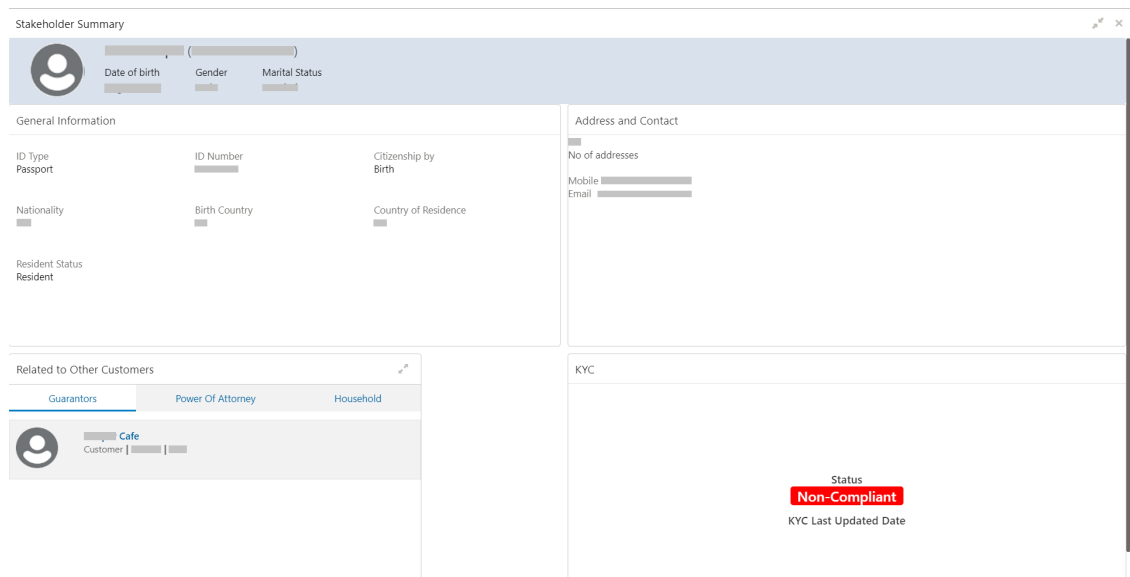 Stakeholder Summary
( )
Date of birth Gender Marital Status
General Information
ID Type ID Number Citizenship by
Passport Birth
Nationality Birth Country Country of Residence
Resident Status
Resident
Address and Contact
No of addresses
Mobile
Email
Related to Other Customers
Guarantors Power Of Attorney Household
Cafe
Customer | |
KYC
Status
Non-Compliant
KYC Last Updated Date